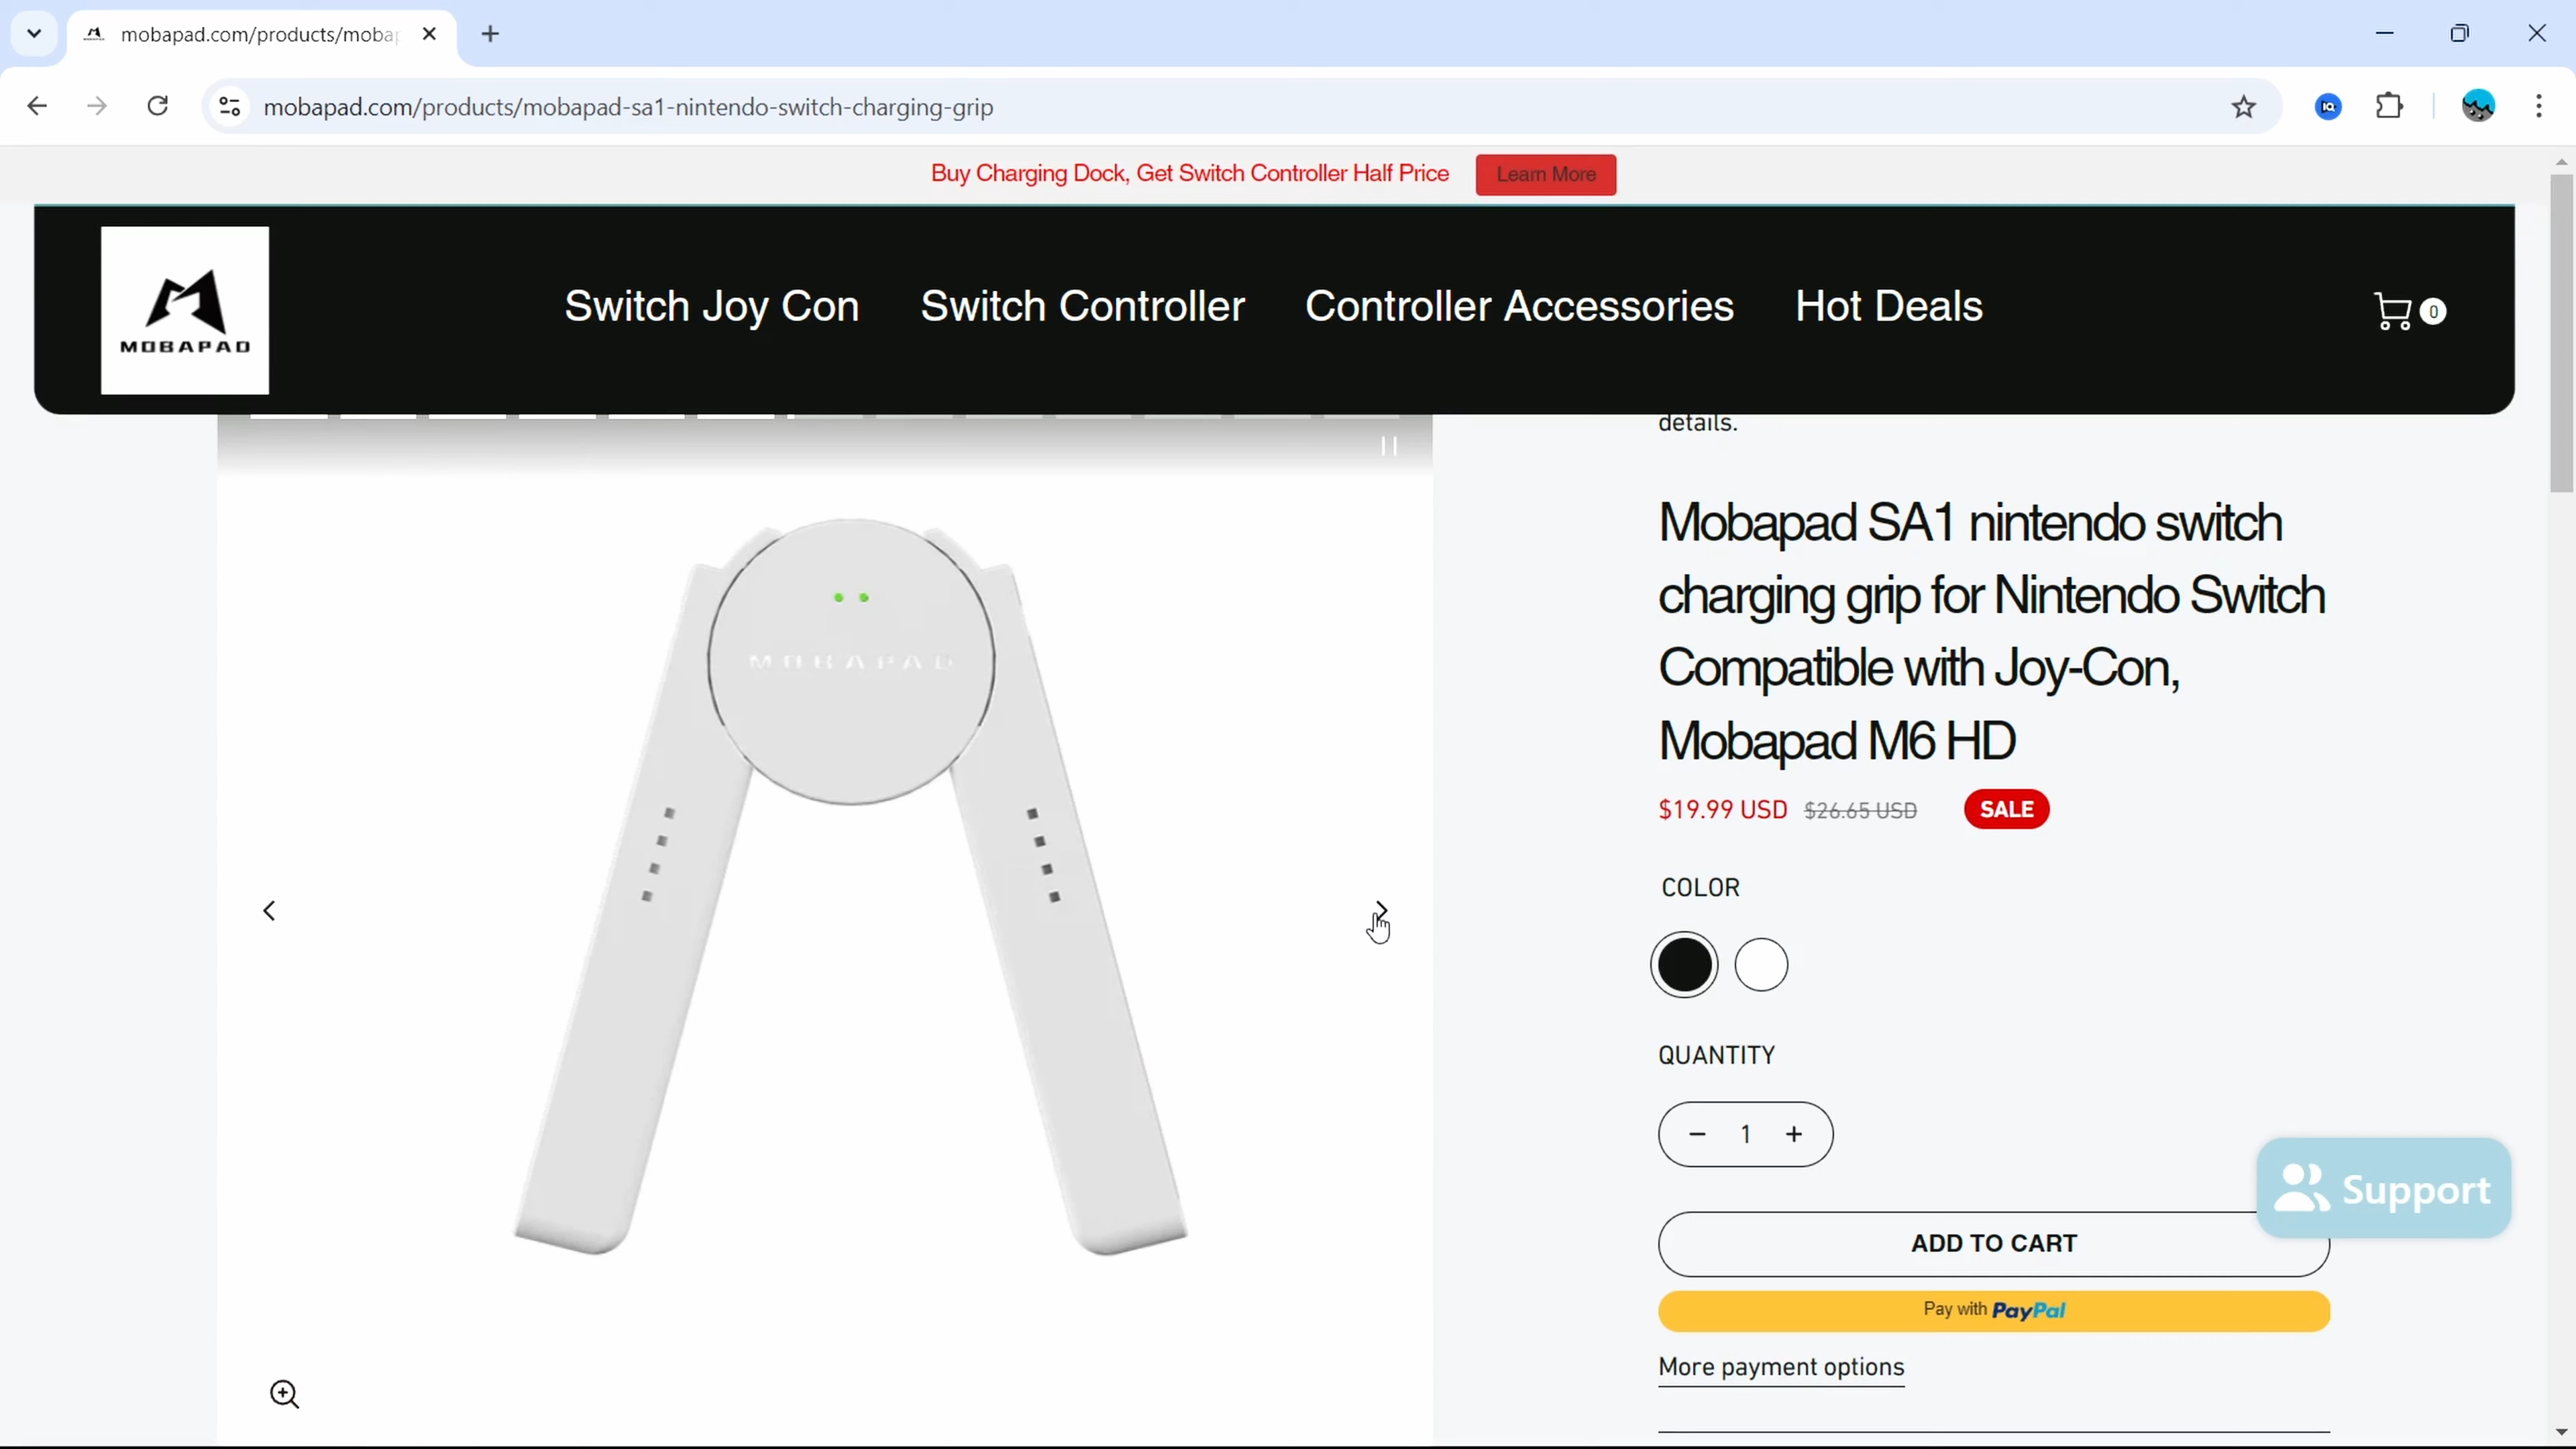 mobapad.com/products/moba
mobapad.com/products/mobapad-sa1-nintendo-switch-charging-grip
IQ
Buy Charging Dock, Get Switch Controller Half Price
Learn More
MOBAPAD
Switch Joy Con
Switch Controller
Controller Accessories
Hot Deals
0
details.
MOBAPAD
Mobapad SA1 nintendo switch
charging grip for Nintendo Switch
Compatible with Joy-Con,
Mobapad M6 HD
$19.99 USD $26.65 USD SALE
COLOR
QUANTITY
− 1 +
Support
ADD TO CART
Pay with PayPal
More payment options